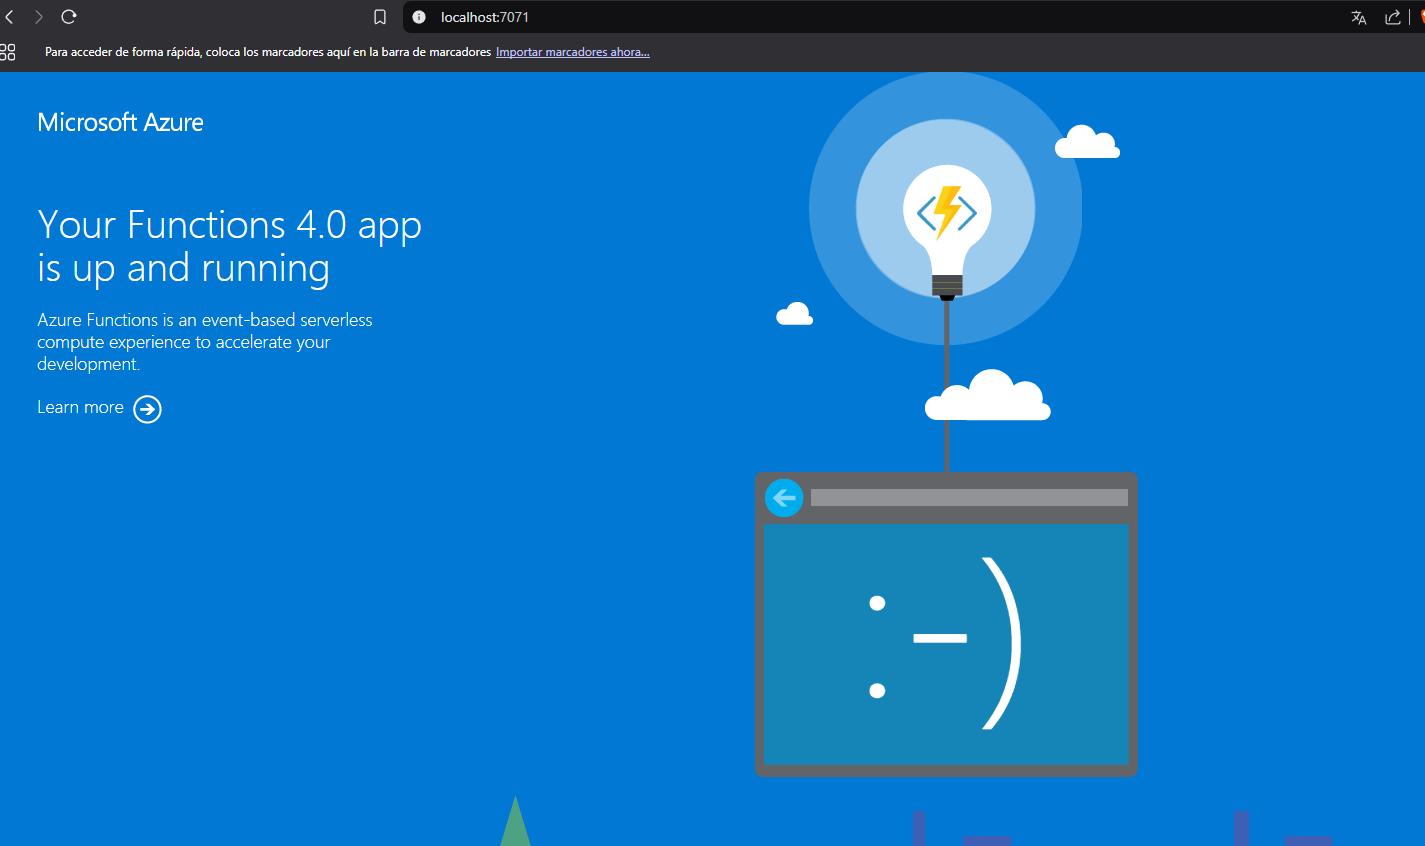 localhost:7071
Para acceder de forma rápida, coloca los marcadores aquí en la barra de marcadores Importar marcadores ahora...
Microsoft Azure
Your Functions 4.0 app
is up and running
Azure Functions is an event-based serverless
compute experience to accelerate your
development.
Learn more
:-)